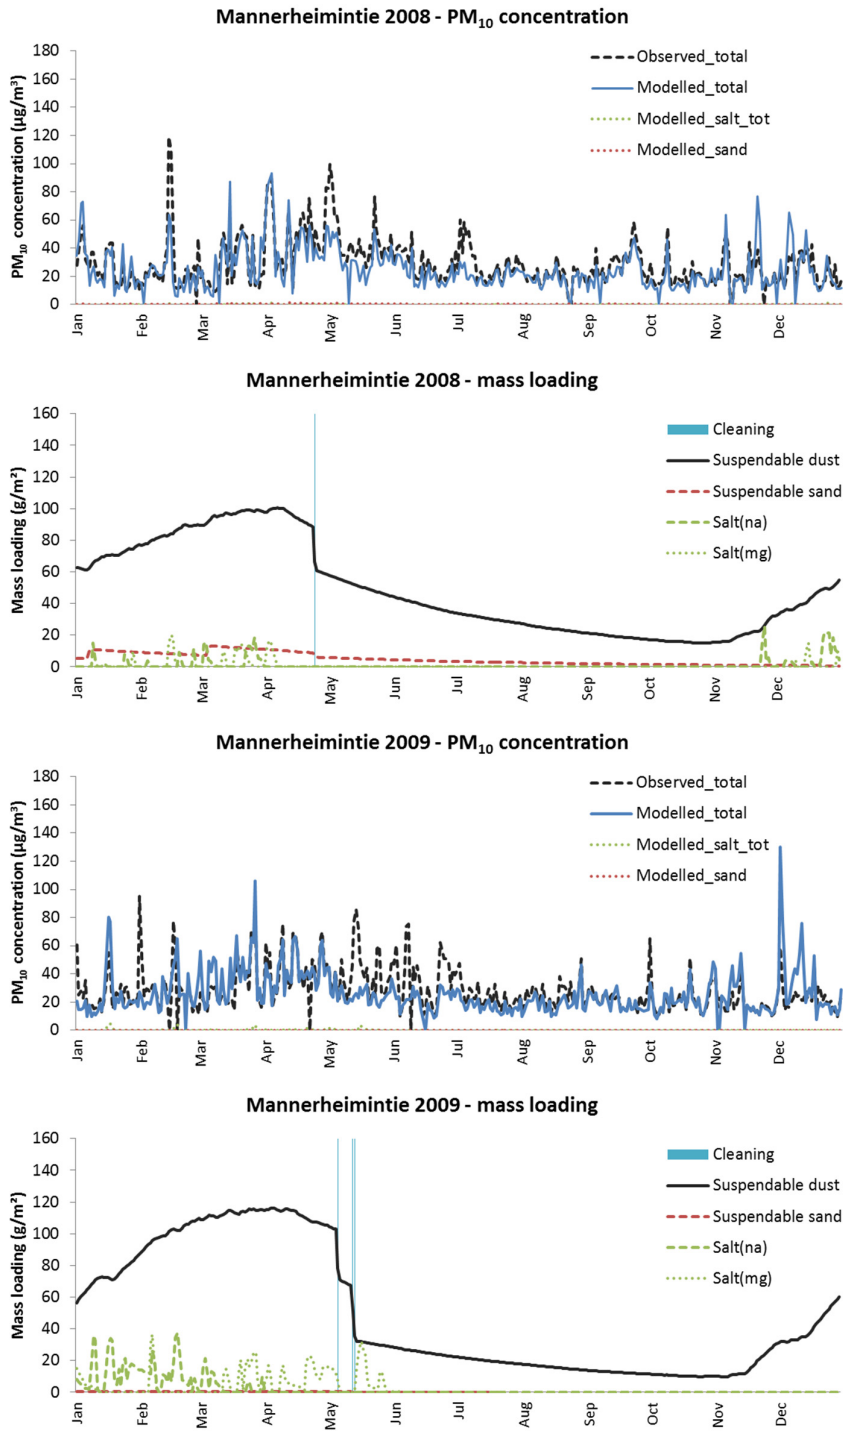 Mannerheimintie 2008 - PM10 concentration
PM10 concentration (µg/m³)
180
160
140
120
100
80
60
40
20
0
Observed_total
Modelled_total
Modelled_salt_tot
Modelled_sand
Jan Feb Mar Apr May Jun Jul Aug Sep Oct Nov Dec
Mannerheimintie 2008 - mass loading
Mass loading (g/m²)
160
140
120
100
80
60
40
20
0
Cleaning
Suspendable dust
Suspendable sand
Salt(na)
Salt(mg)
Jan Feb Mar Apr May Jun Jul Aug Sep Oct Nov Dec
Mannerheimintie 2009 - PM10 concentration
PM10 concentration (µg/m³)
180
160
140
120
100
80
60
40
20
0
Observed_total
Modelled_total
Modelled_salt_tot
Modelled_sand
Jan Feb Mar Apr May Jun Jul Aug Sep Oct Nov Dec
Mannerheimintie 2009 - mass loading
Mass loading (g/m²)
160
140
120
100
80
60
40
20
0
Cleaning
Suspendable dust
Suspendable sand
Salt(na)
Salt(mg)
Jan Feb Mar Apr May Jun Jul Aug Sep Oct Nov Dec